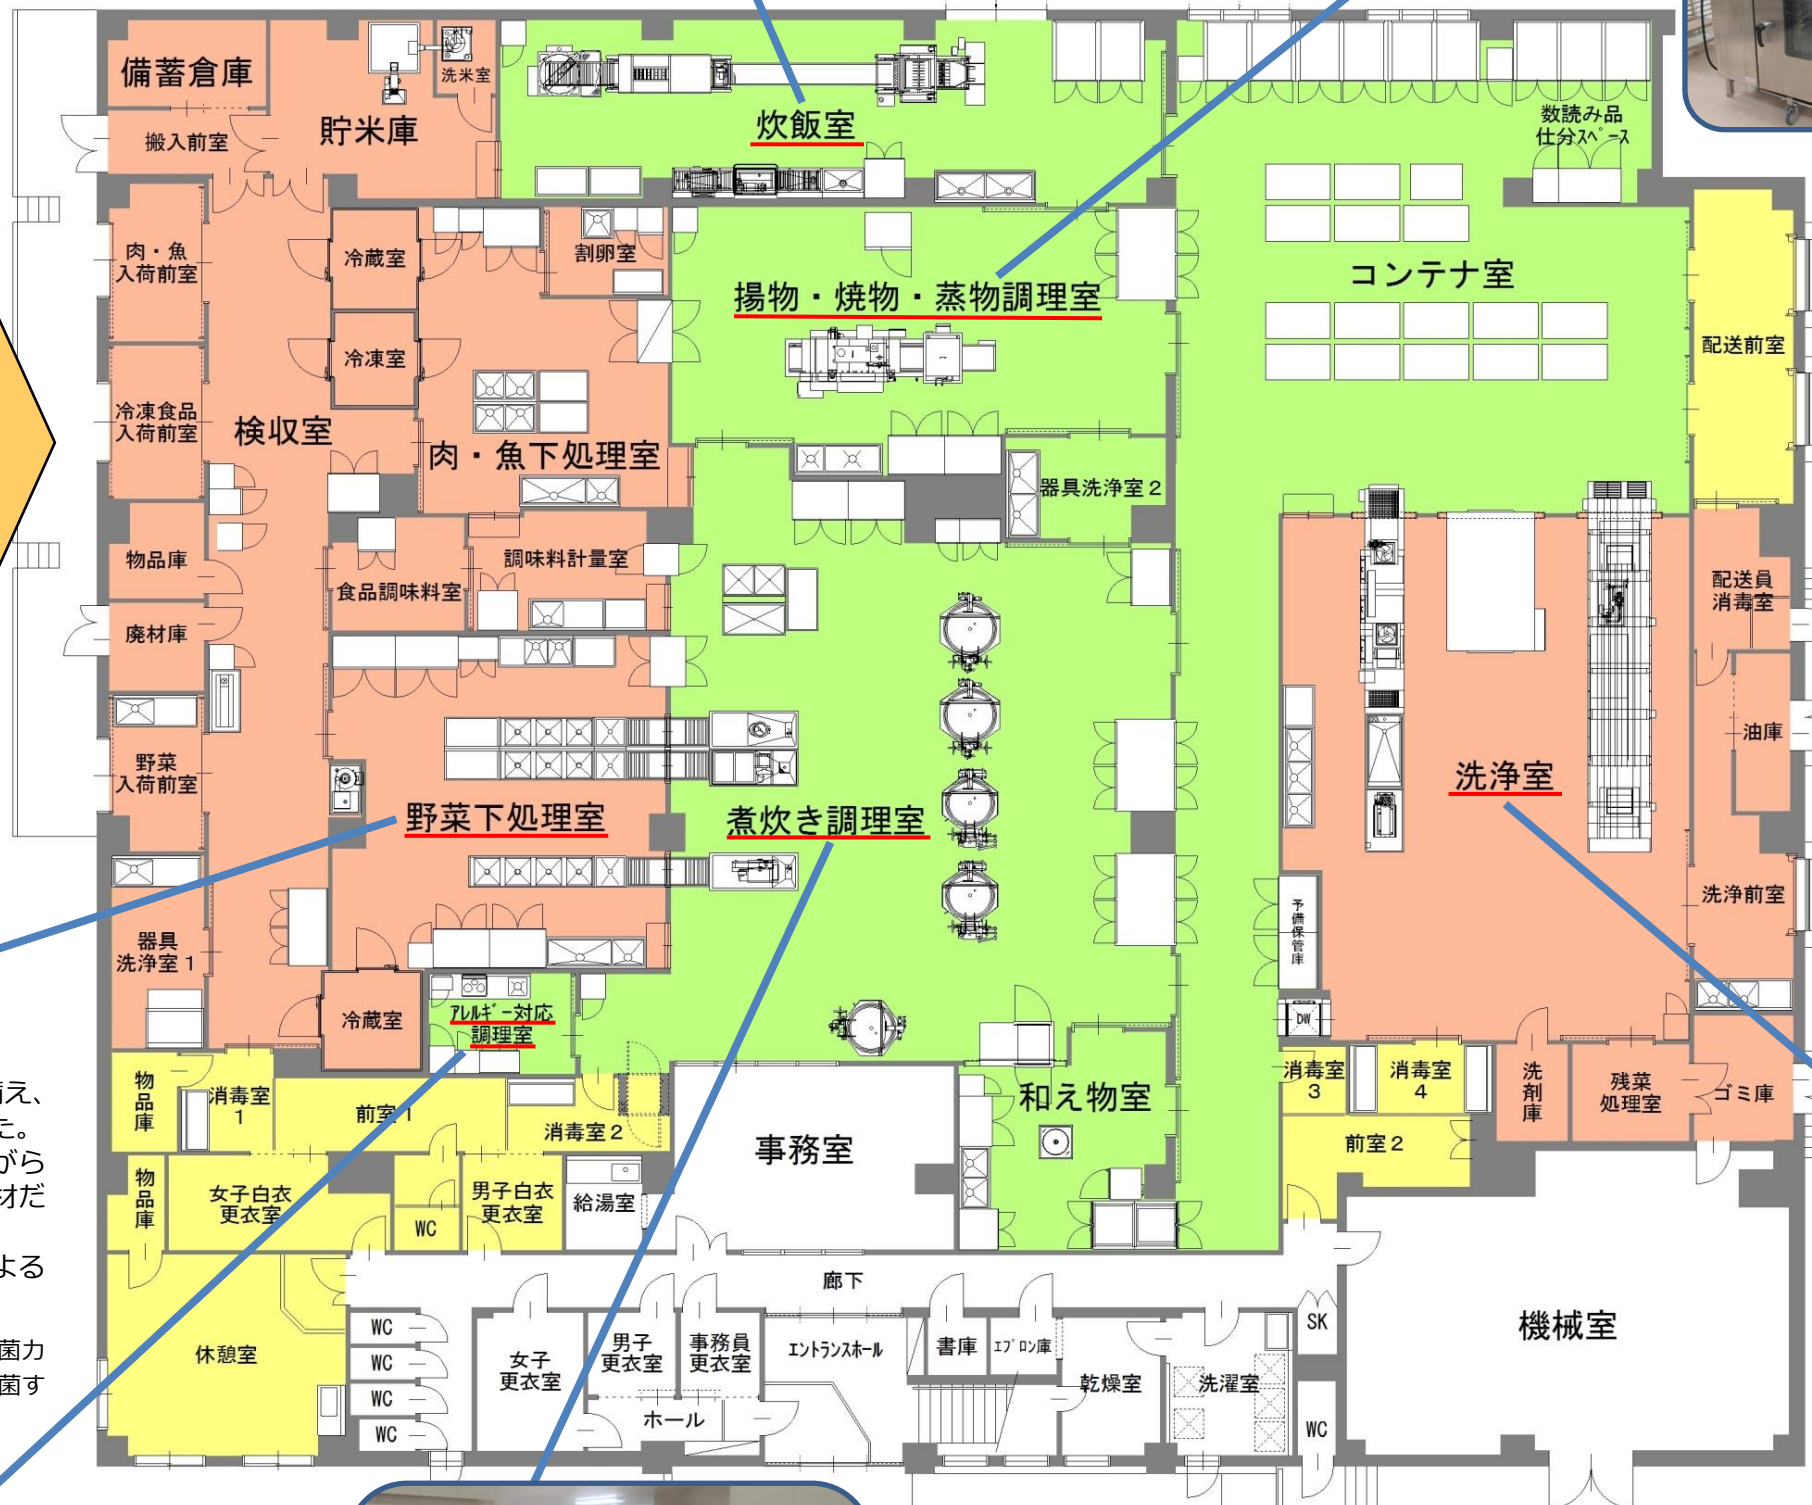 備蓄倉庫
搬入前室
貯米庫
洗米室
炊飯室
数読み品
仕分スペース
肉・魚
入荷前室
冷蔵室
割卵室
揚物・焼物・蒸物調理室
コンテナ室
配送前室
冷凍室
冷凍食品
入荷前室
検収室
肉・魚下処理室
器具洗浄室2
物品庫
食品調味料室
調味料計量室
配送員
消毒室
廃材庫
油庫
野菜
入荷前室
野菜下処理室
煮炊き調理室
洗浄室
洗浄前室
予備保管庫
器具
洗浄室1
冷蔵室
アレルギー対応
調理室
DW
物品庫
消毒室
1
前室1
消毒室2
事務室
和え物室
消毒室
3
消毒室
4
洗剤庫
残菜
処理室
ゴミ庫
前室2
物品庫
女子白衣
更衣室
WC
男子白衣
更衣室
給湯室
廊下
休憩室
WC
WC
WC
WC
女子
更衣室
男子
更衣室
事務員
更衣室
ホール
エントランスホール
書庫
エプロン庫
乾燥室
洗濯室
SK
WC
機械室
備え、
た。
がら
材だ
よる
菌力
菌す